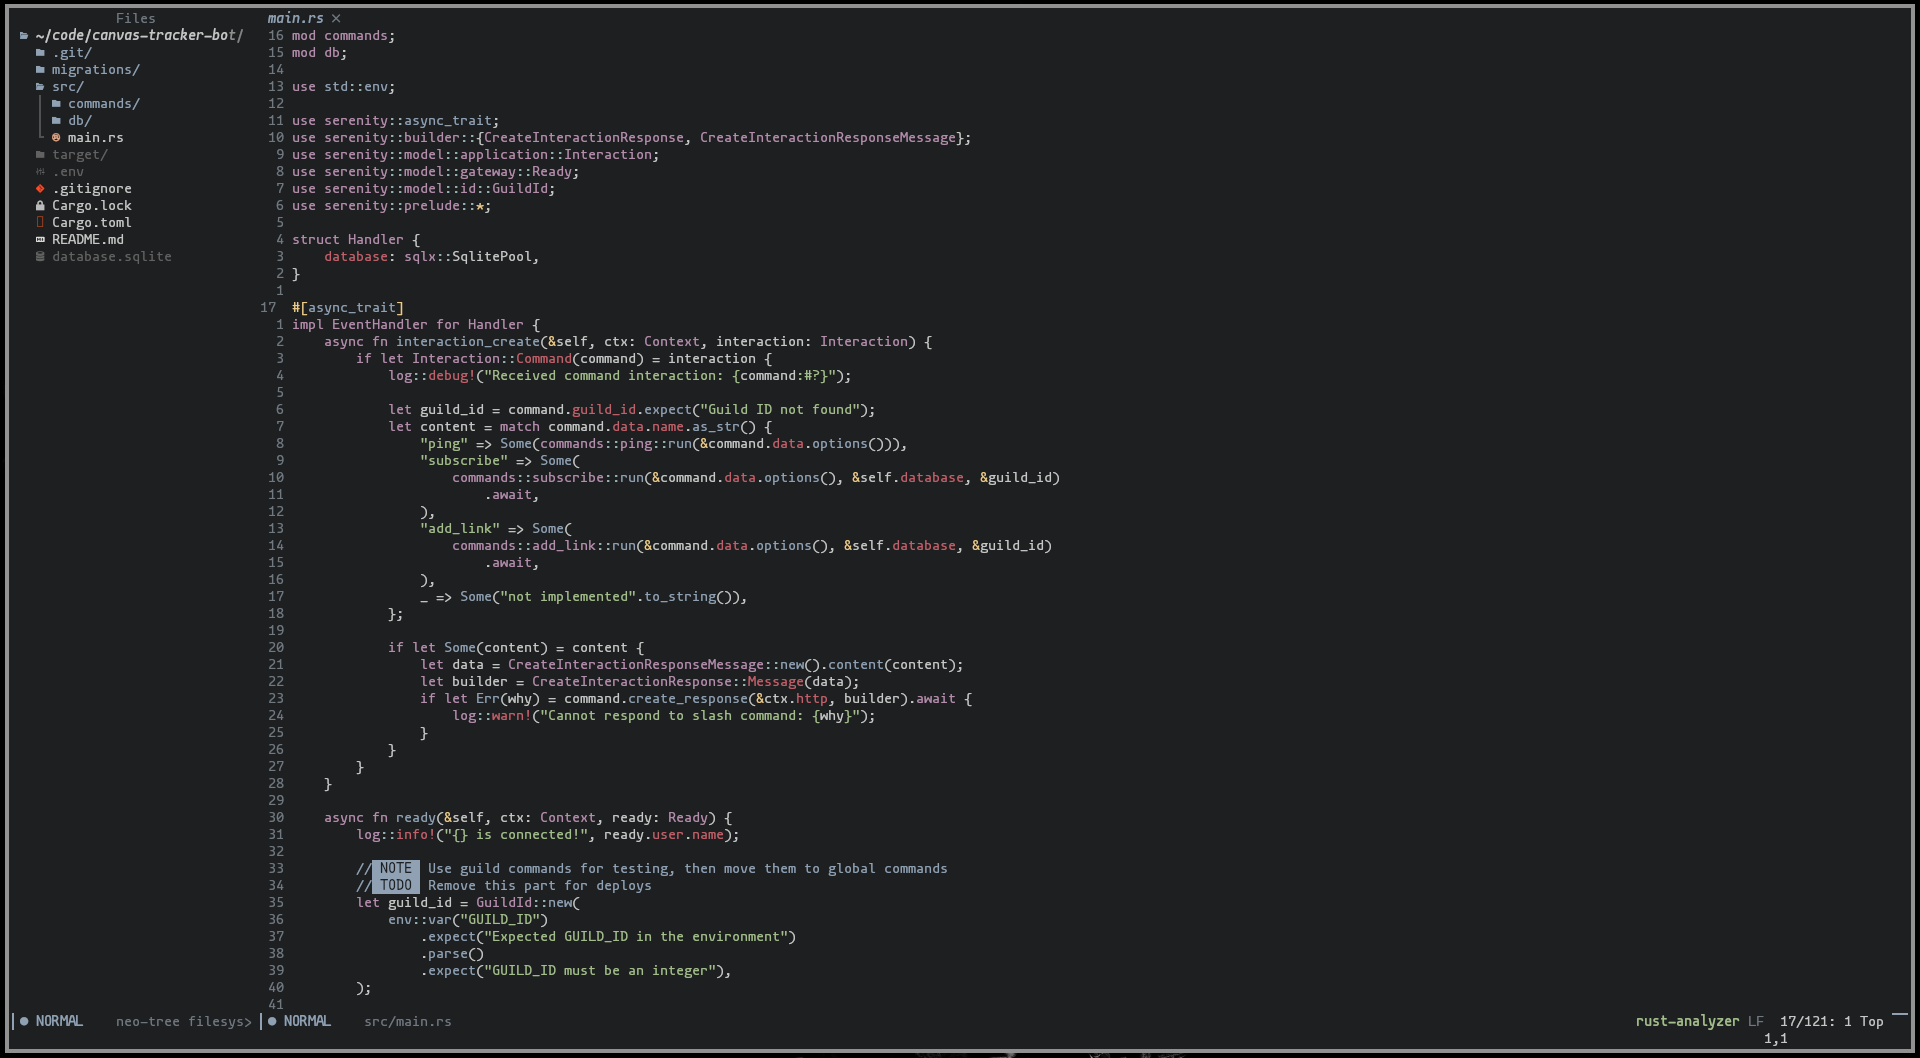 Files
~/code/canvas-tracker-bot/
.git/
migrations/
src/
commands/
db/
main.rs
target/
.env
.gitignore
Cargo.lock
Cargo.toml
README.md
database.sqlite
main.rs ×
16 mod commands;
15 mod db;
14
13 use std::env;
12
11 use serenity::async_trait;
10 use serenity::builder::{CreateInteractionResponse, CreateInteractionResponseMessage};
9 use serenity::model::application::Interaction;
8 use serenity::model::gateway::Ready;
7 use serenity::model::id::GuildId;
6 use serenity::prelude::*;
5
4 struct Handler {
3     database: sqlx::SqlitePool,
2 }
1
17 #[async_trait]
1 impl EventHandler for Handler {
2     async fn interaction_create(&self, ctx: Context, interaction: Interaction) {
3         if let Interaction::Command(command) = interaction {
4             log::debug!("Received command interaction: {command:#?}");
5
6             let guild_id = command.guild_id.expect("Guild ID not found");
7             let content = match command.data.name.as_str() {
8                 "ping" => Some(commands::ping::run(&command.data.options())),
9                 "subscribe" => Some(
10                     commands::subscribe::run(&command.data.options(), &self.database, &guild_id)
11                         .await,
12                 ),
13                 "add_link" => Some(
14                     commands::add_link::run(&command.data.options(), &self.database, &guild_id)
15                         .await,
16                 ),
17                 _ => Some("not implemented".to_string()),
18             };
19
20             if let Some(content) = content {
21                 let data = CreateInteractionResponseMessage::new().content(content);
22                 let builder = CreateInteractionResponse::Message(data);
23                 if let Err(why) = command.create_response(&ctx.http, builder).await {
24                     log::warn!("Cannot respond to slash command: {why}");
25                 }
26             }
27         }
28     }
29
30     async fn ready(&self, ctx: Context, ready: Ready) {
31         log::info!("{} is connected!", ready.user.name);
32
33         // NOTE Use guild commands for testing, then move them to global commands
34         // TODO Remove this part for deploys
35         let guild_id = GuildId::new(
36             env::var("GUILD_ID")
37                 .expect("Expected GUILD_ID in the environment")
38                 .parse()
39                 .expect("GUILD_ID must be an integer"),
40         );
41
NORMAL neo-tree filesys>
NORMAL src/main.rs
rust-analyzer LF 17/121: 1 Top
1,1